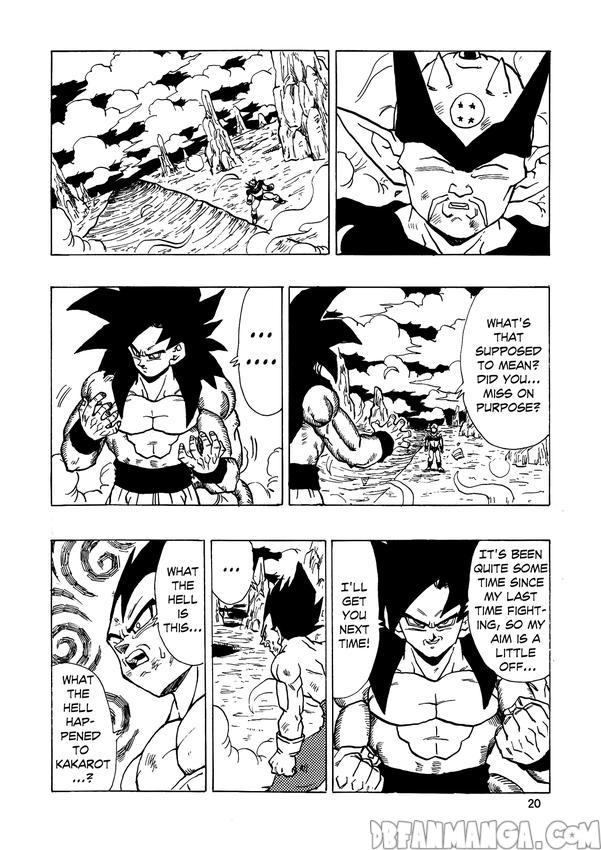 WHAT'S
THAT
SUPPOSED
TO MEAN?
DID YOU...
MISS ON
PURPOSE?
...
...
IT'S BEEN
QUITE SOME
TIME SINCE
MY LAST
TIME FIGHT-
ING, SO MY
AIM IS A
LITTLE
OFF...
I'LL
GET
YOU
NEXT
TIME!
...
WHAT
THE
HELL
IS
THIS...
WHAT
THE
HELL
HAP-
PENED
TO
KAKAROT
...?
20
DBFANMANGA.COM